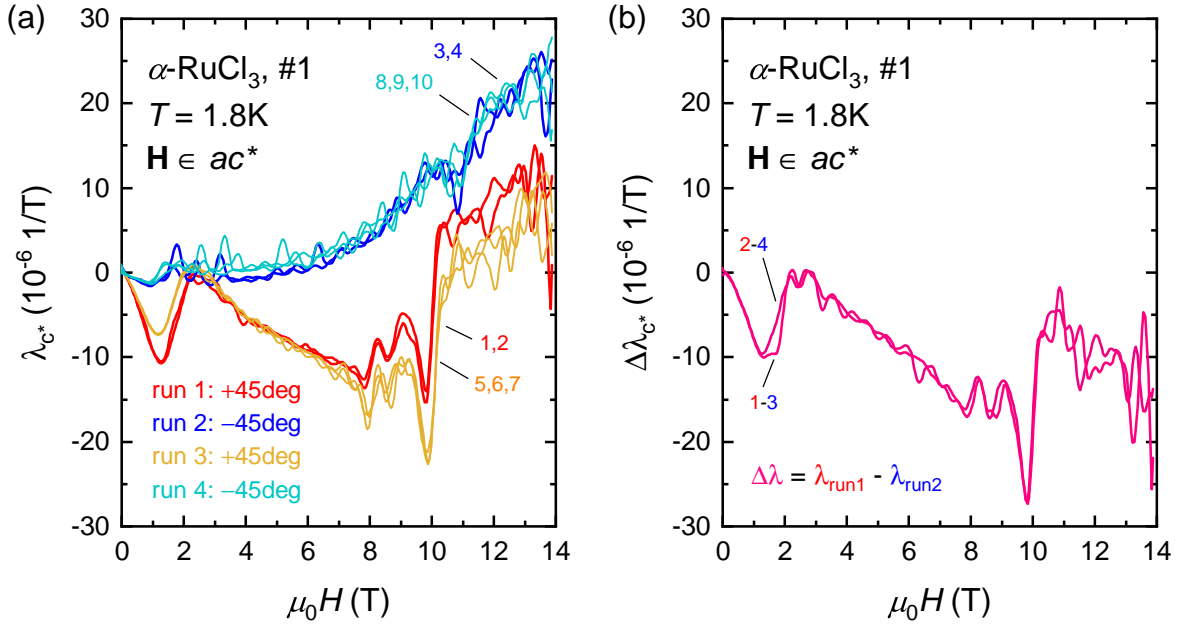 (a)
30
20
10
0
-10
-20
-30
λc* (10⁻⁶ 1/T)
α-RuCl₃, #1
T = 1.8K
H ∈ ac*
3,4
8,9,10
1,2
5,6,7
run 1: +45deg
run 2: −45deg
run 3: +45deg
run 4: −45deg
0 2 4 6 8 10 12 14
μ₀H (T)
(b)
30
20
10
0
-10
-20
-30
Δλc* (10⁻⁶ 1/T)
α-RuCl₃, #1
T = 1.8K
H ∈ ac*
2-4
1-3
Δλ = λrun1 - λrun2
0 2 4 6 8 10 12 14
μ₀H (T)